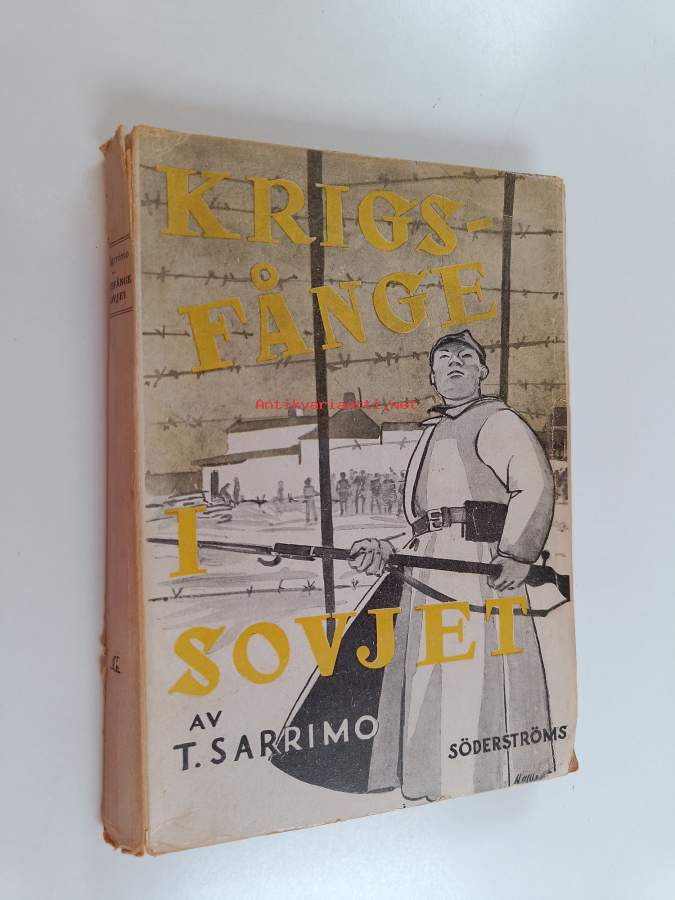 KRIGS-
FÅNGE
Antikvariaatti.net
I
SOVJET
AV
T. SARRIMO
SÖDERSTRÖMS